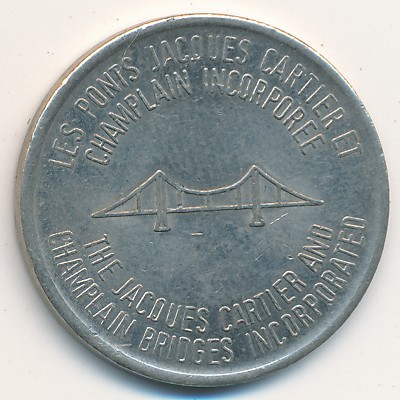 LES PONTS JACQUES CARTIER ET
CHAMPLAIN INCORPORÉE
THE JACQUES CARTIER AND
CHAMPLAIN BRIDGES INCORPORATED